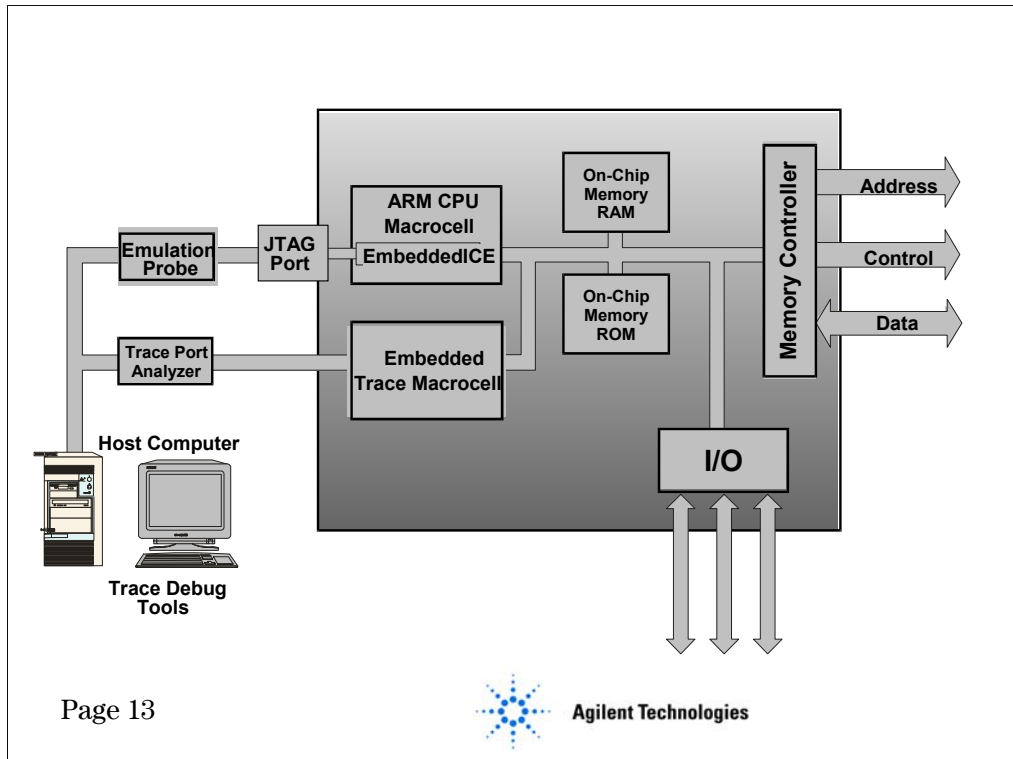 ARM CPU
Macrocell
EmbeddedICE
On-Chip
Memory
RAM
On-Chip
Memory
ROM
Memory Controller
Address
Control
Data
Emulation
Probe
JTAG
Port
Trace Port
Analyzer
Embedded
Trace Macrocell
I/O
Host Computer
Trace Debug
Tools
Page 13
Agilent Technologies